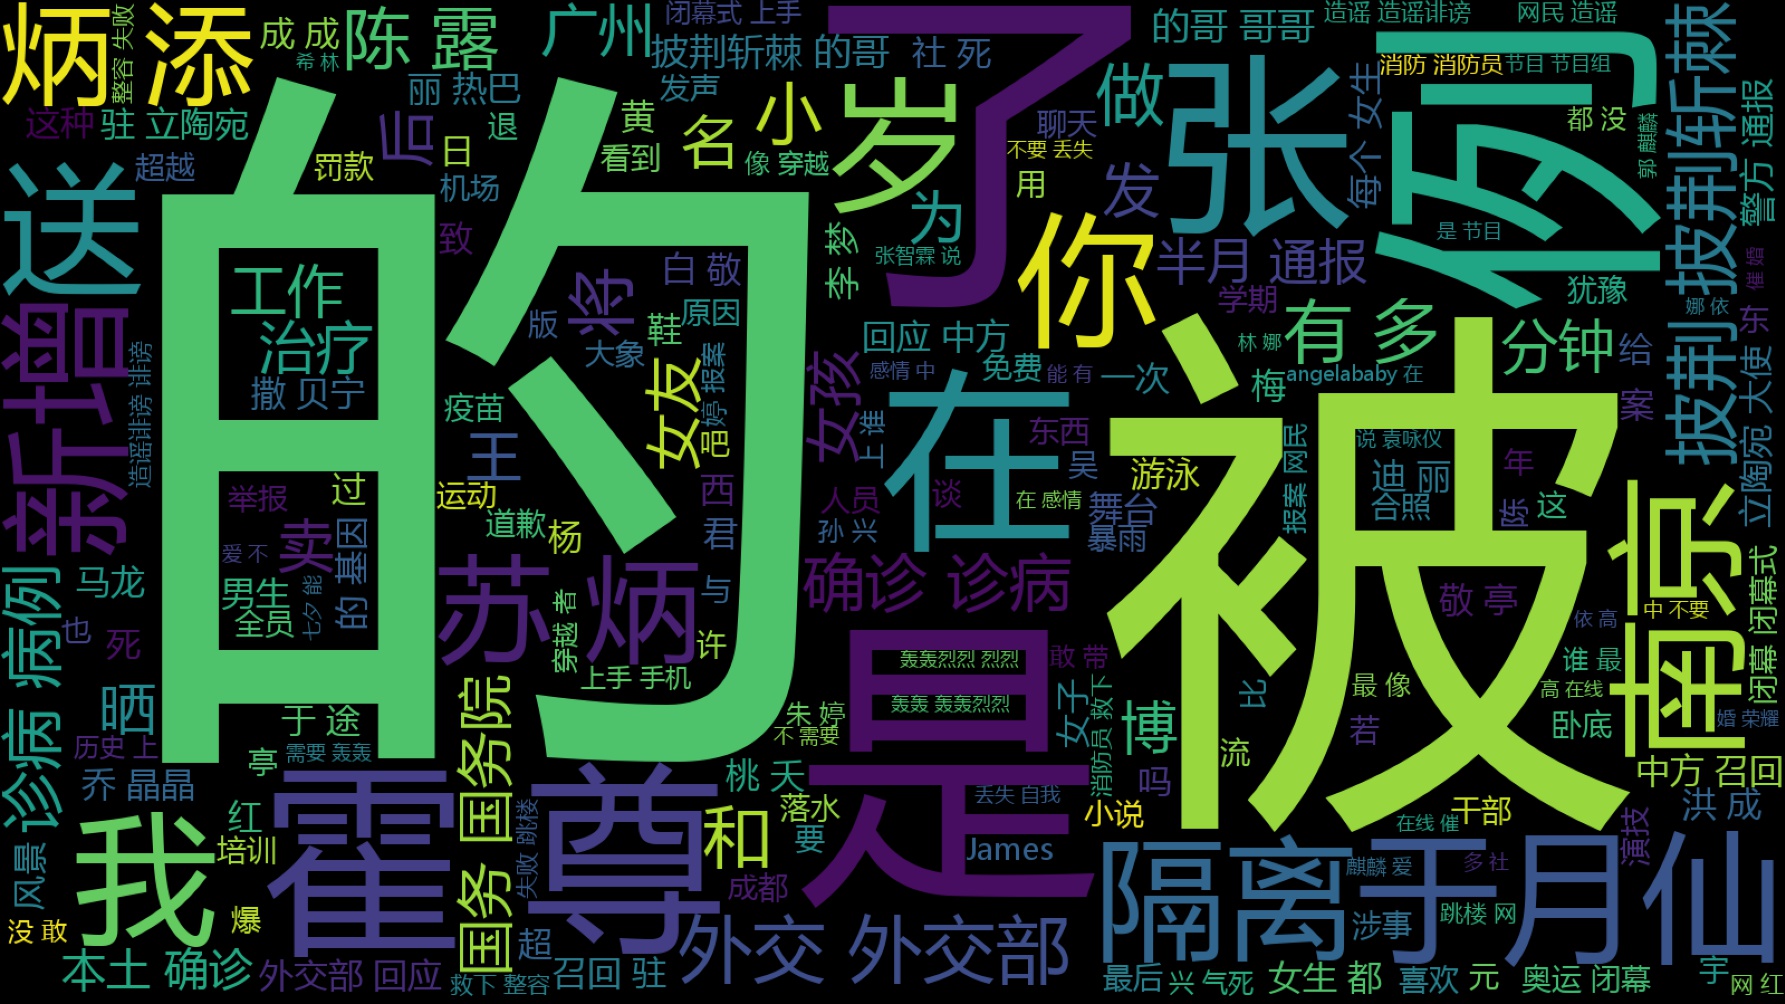 炳 添
整容 失败
成 成
希 林
陈 露
广州
闭幕式 上手
披荆斩棘 的哥
社 死
了
的哥 哥哥
造谣 造谣诽谤
网民 造谣
消防 消防员
节目 节目组
列
披荆斩棘
这种
驻 立陶宛
丽 热巴
发声
后
日
退
黄
看到
名
小
像 穿越
岁
聊天
不要 丢失
做
张
每个 女生
都 没
郭 麒麟
警方 通报
超越
罚款
机场
致
送
的
李 梦
为
张智霖 说
用
你
发
半月 通报
是 节目
学期
犹豫
娜 依
催 婚
东
新增
造谣诽谤 诽谤
工作
治疗
撒 贝宁
白 敬
将
版
大象
鞋
原因
女友
婷 报案
吧
疫苗
王
运动
道歉
杨
西
君
回应 中方
感情 中
免费
能 有
一次
林 娜
有 多
angelababy 在
梅
分钟
给
案
披荆
立陶宛 大使
女孩
上 谁
在
东西
吴
游泳
人员
谈
在 感情
舞台
孙 兴
暴雨
报案 网民
说 袁咏仪
迪 丽
合照
年
陈
这
被
南京
举报
过
爱 不
卖
男生
全员
七夕 能
的 基因
马龙
也
死
诊病 病例
苏 炳
穿越 者
与
许
上手 手机
确诊 诊病
轰轰烈烈 烈烈
轰轰 轰轰烈烈
是
敢 带
女子
消防员 救下
敬 亭
中 不要
依 高
谁 最
高 在线
婚 荣耀
闭幕式 闭幕式
最 像
若
比
卧底
中方 召回
晒
历史 上
于 途
亭
需要 轰轰
乔 晶晶
国务 国务院
朱 婷
不 需要
桃 夭
落水
要
丢失 自我
博
吗
流
小说
在线 催
干部
洪 成
演技
风景
我
红
培训
霍
尊
失败 跳楼
和
成都
James
隔离
麒麟 爱
多 社
于月仙
涉事
跳楼 网
没 敢
爆
本土 确诊
外交部 回应
超
救下 整容
召回 驻
外交 外交部
最后
兴 气死
女生 都
喜欢
元
奥运 闭幕
宇
网 红